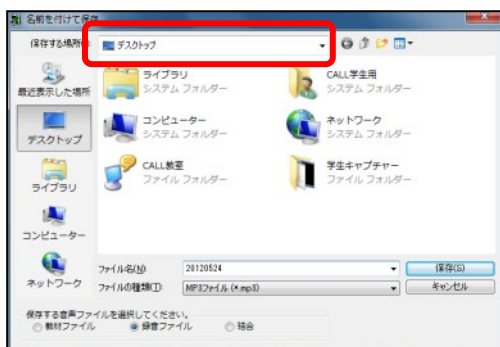 名前を付けて保存
保存する場所(I):
デスクトップ
最近表示した場所
デスクトップ
ライブラリ
コンピューター
ネットワーク
ライブラリ
システム フォルダー
CALL学生用
システム フォルダー
コンピューター
システム フォルダー
ネットワーク
システム フォルダー
CALL教室
ファイル フォルダー
学生キャプチャー
ファイル フォルダー
ファイル名(N):
20120524
保存(S)
ファイルの種類(T):
MP3ファイル (*.mp3)
キャンセル
保存する音声ファイルを選択してください。
教材ファイル
録音ファイル
結合